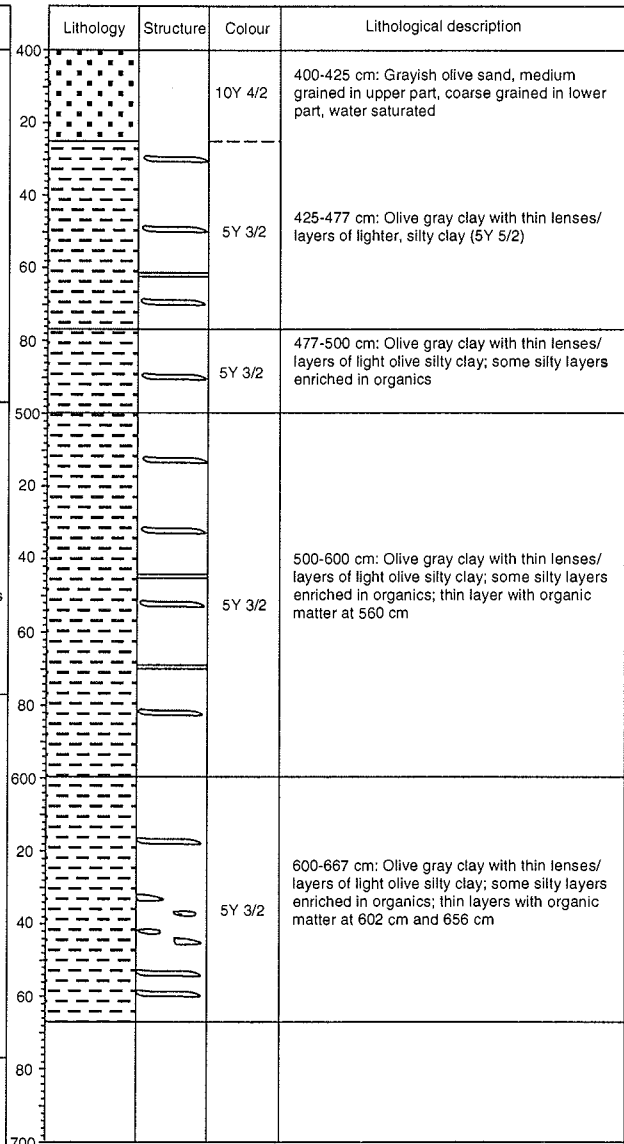 Lithology Structure Colour Lithological description
400
10Y 4/2
400-425 cm: Grayish olive sand, medium
grained in upper part, coarse grained in lower
part, water saturated
20
40
5Y 3/2
425-477 cm: Olive gray clay with thin lenses/
layers of lighter, silty clay (5Y 5/2)
60
80
5Y 3/2
477-500 cm: Olive gray clay with thin lenses/
layers of light olive silty clay; some silty layers
enriched in organics
500
20
40
s
60
5Y 3/2
500-600 cm: Olive gray clay with thin lenses/
layers of light olive silty clay; some silty layers
enriched in organics; thin layer with organic
matter at 560 cm
80
600
20
40
5Y 3/2
600-667 cm: Olive gray clay with thin lenses/
layers of light olive silty clay; some silty layers
enriched in organics; thin layers with organic
matter at 602 cm and 656 cm
60
80
700